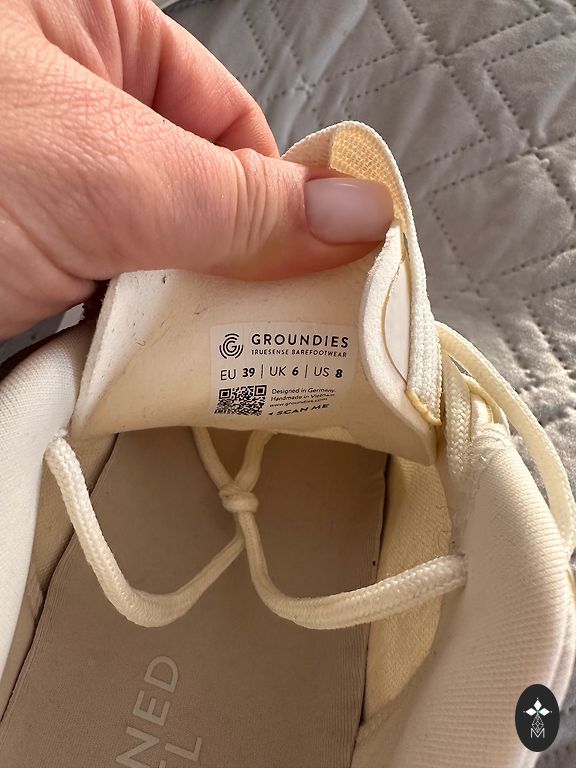 GROUNDIES
TRUESENSE BAREFOOTWEAR
EU 39 | UK 6 | US 8
Designed in Germany.
Handmade in Vietnam.
www.groundies.com
SCAN ME
NED